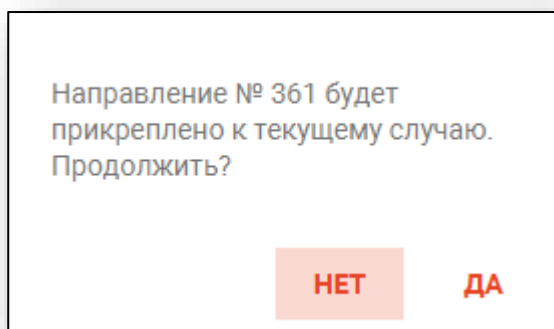 Направление № 361 будет
прикреплено к текущему случаю.
Продолжить?
НЕТ ДА